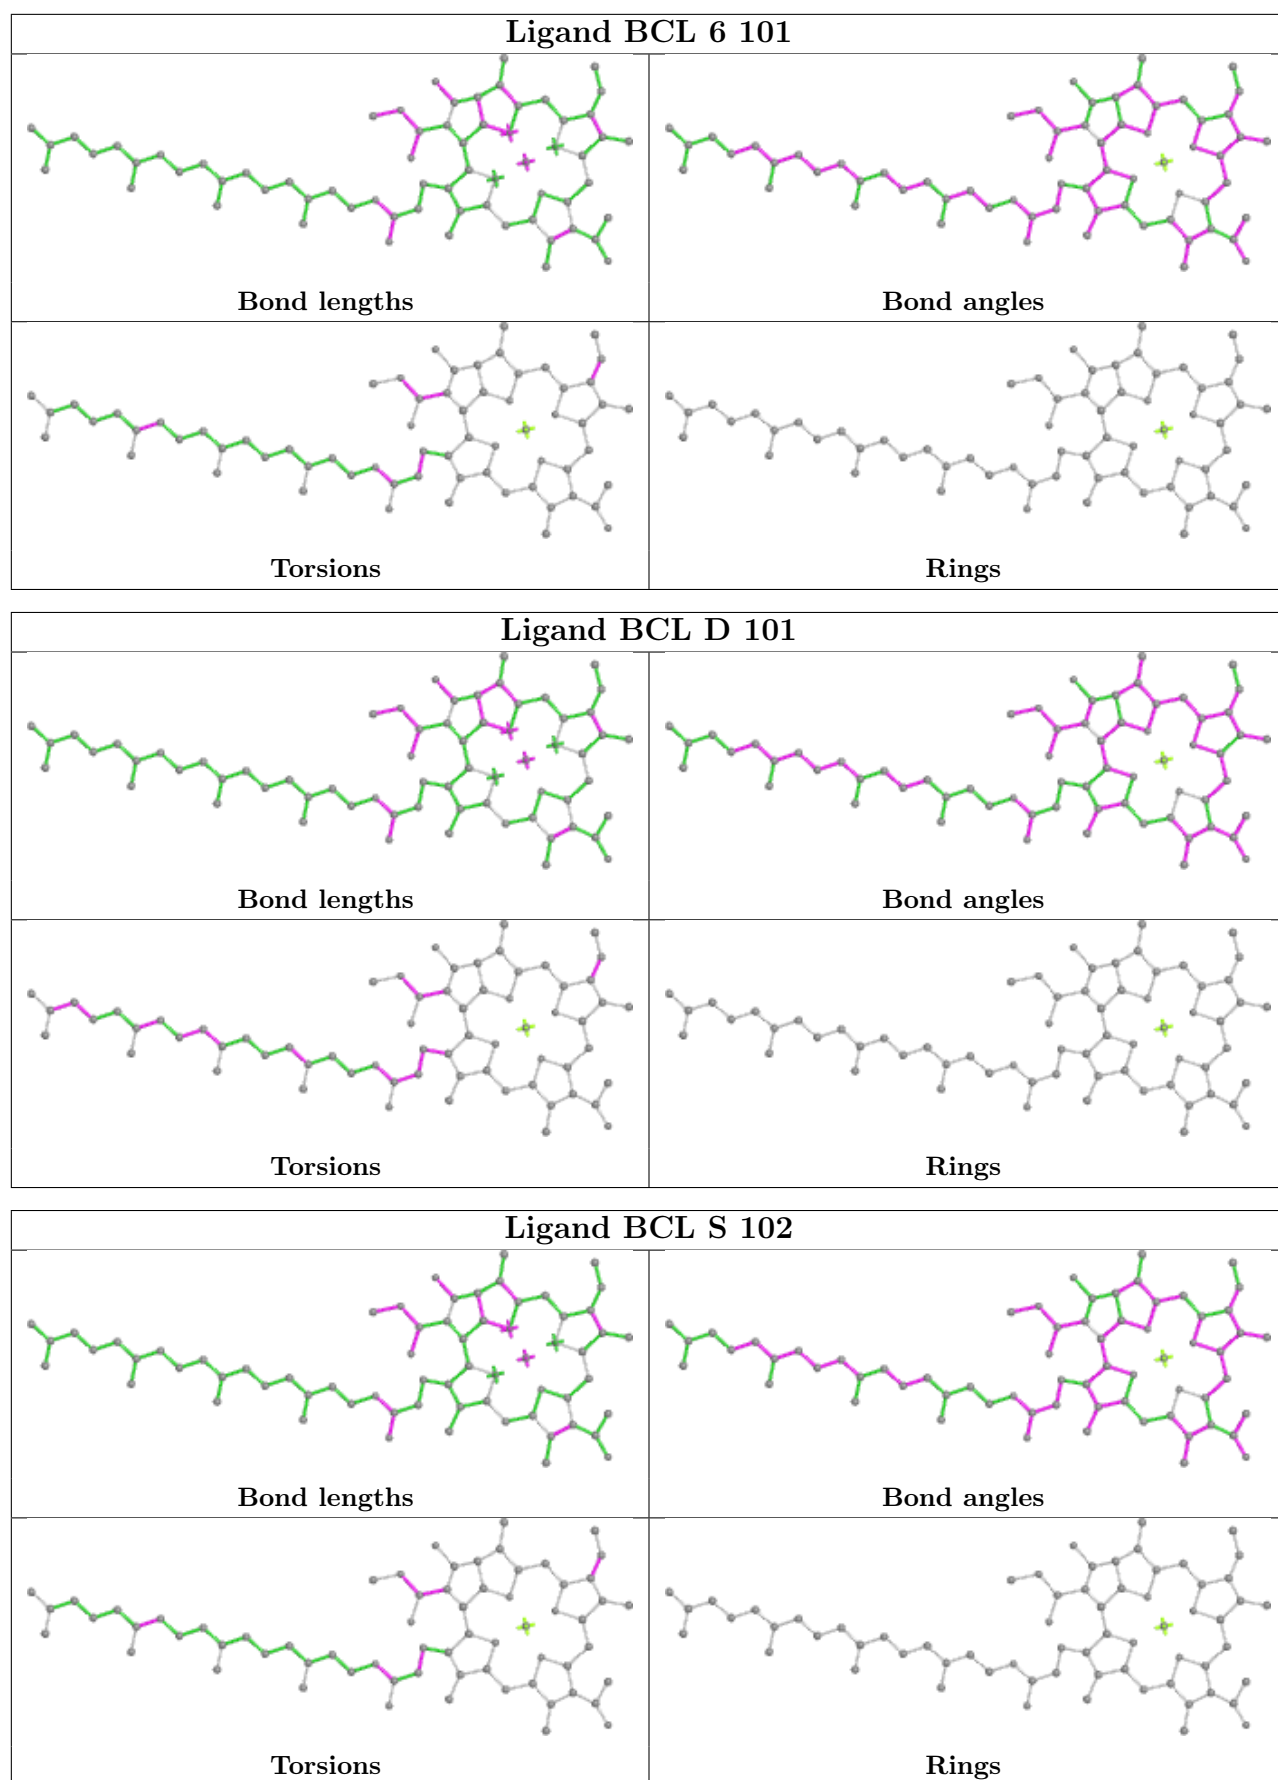 Ligand BCL 6 101
Bond lengths
Bond angles
Torsions
Rings
Ligand BCL D 101
Bond lengths
Bond angles
Torsions
Rings
Ligand BCL S 102
Bond lengths
Bond angles
Torsions
Rings